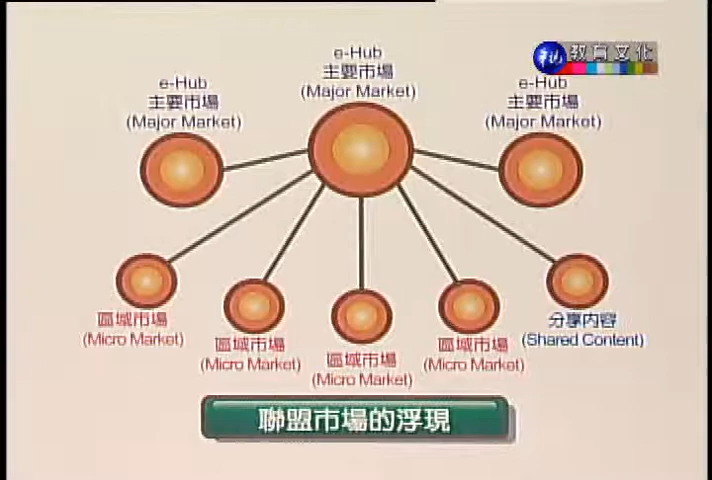 e-Hub
主要市場
(Major Market)
華視 教育文化
e-Hub
主要市場
(Major Market)
e-Hub
主要市場
(Major Market)
區域市場
(Micro Market)
區域市場
(Micro Market)
區域市場
(Micro Market)
區域市場
(Micro Market)
分享內容
(Shared Content)
聯盟市場的浮現